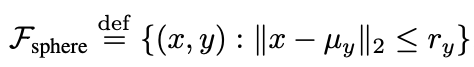 ℱ_sphere ≝ {(x, y) : ‖x − μ_y‖₂ ≤ r_y}